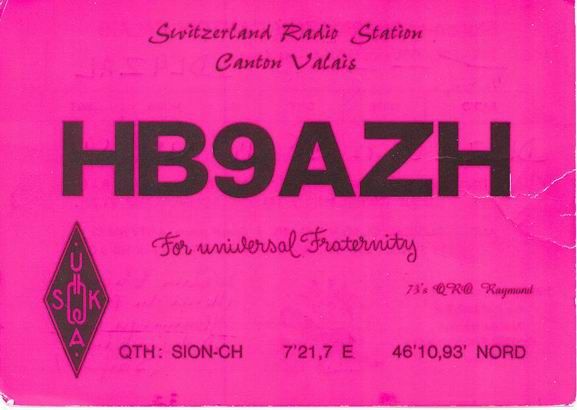 Switzerland Radio Station
Canton Valais
HB9AZH
For universal Fraternity
73's QRO Raymond
U
S K
A
QTH: SION-CH 7'21,7 E 46'10,93' NORD